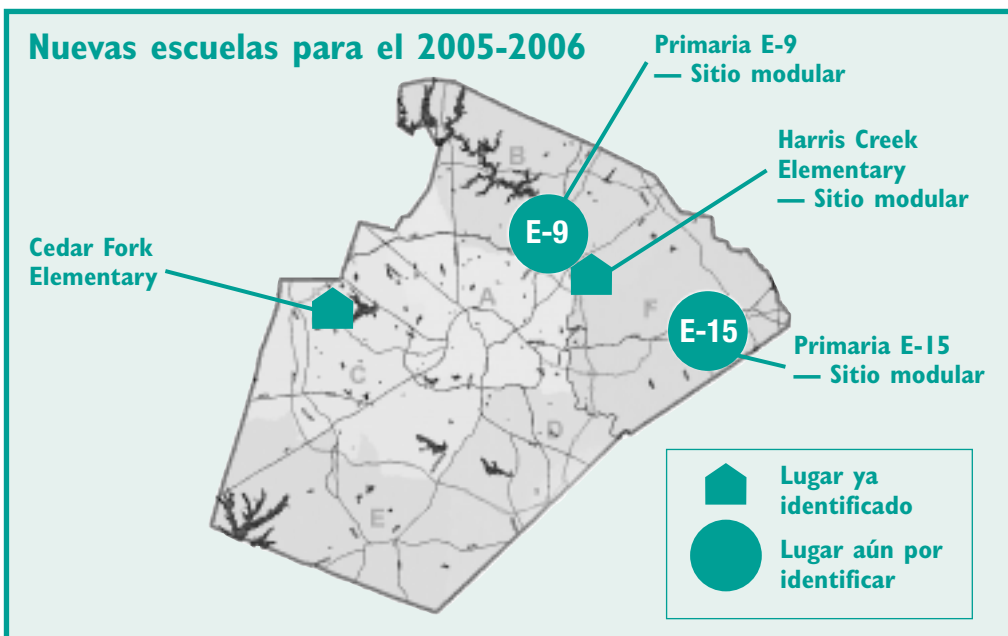 Nuevas escuelas para el 2005-2006
Primaria E-9
— Sitio modular
Harris Creek
Elementary
— Sitio modular
Cedar Fork
Elementary
B
E-9
A
F
E-15
Primaria E-15
— Sitio modular
C
D
E
Lugar ya
identificado
Lugar aún por
identificar